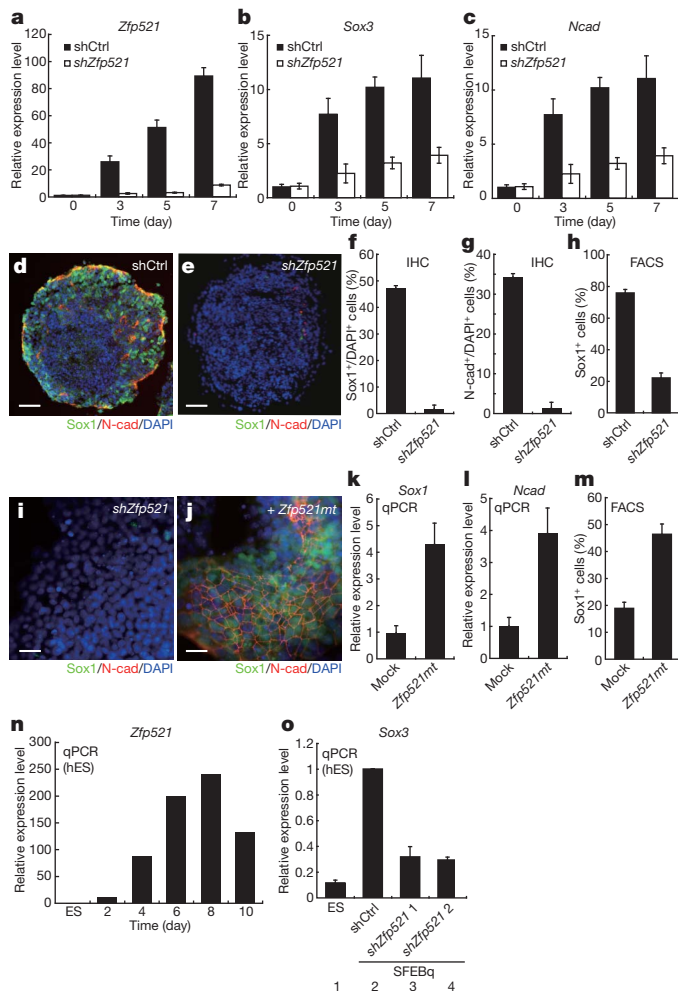 a
Zfp521
shCtrl
shZfp521
Relative expression level
120
100
80
60
40
20
0
0 3 5 7
Time (day)
b
Sox3
shCtrl
shZfp521
Relative expression level
15
10
5
0
0 3 5 7
Time (day)
c
Ncad
shCtrl
shZfp521
Relative expression level
15
10
5
0
0 3 5 7
Time (day)
d
shCtrl
Sox1/N-cad/DAPI
e
shZfp521
Sox1/N-cad/DAPI
f
IHC
Sox1+/DAPI+ cells (%)
60
50
40
30
20
10
0
shCtrl
shZfp521
g
IHC
N-cad+/DAPI+ cells (%)
40
30
20
10
0
shCtrl
shZfp521
h
FACS
Sox1+ cells (%)
100
80
60
40
20
0
shCtrl
shZfp521
i
shZfp521
Sox1/N-cad/DAPI
j
+ Zfp521mt
Sox1/N-cad/DAPI
k
Sox1
qPCR
Relative expression level
6
5
4
3
2
1
0
Mock
Zfp521mt
l
Ncad
qPCR
Relative expression level
5
4
3
2
1
0
Mock
Zfp521mt
m
FACS
Sox1+ cells (%)
60
50
40
30
20
10
0
Mock
Zfp521mt
n
Zfp521
qPCR
(hES)
Relative expression level
300
250
200
150
100
50
0
ES 2 4 6 8 10
Time (day)
o
Sox3
qPCR
(hES)
Relative expression level
1.2
1
0.8
0.6
0.4
0.2
0
ES
shCtrl
shZfp521 1
shZfp521 2
SFEBq
1 2 3 4